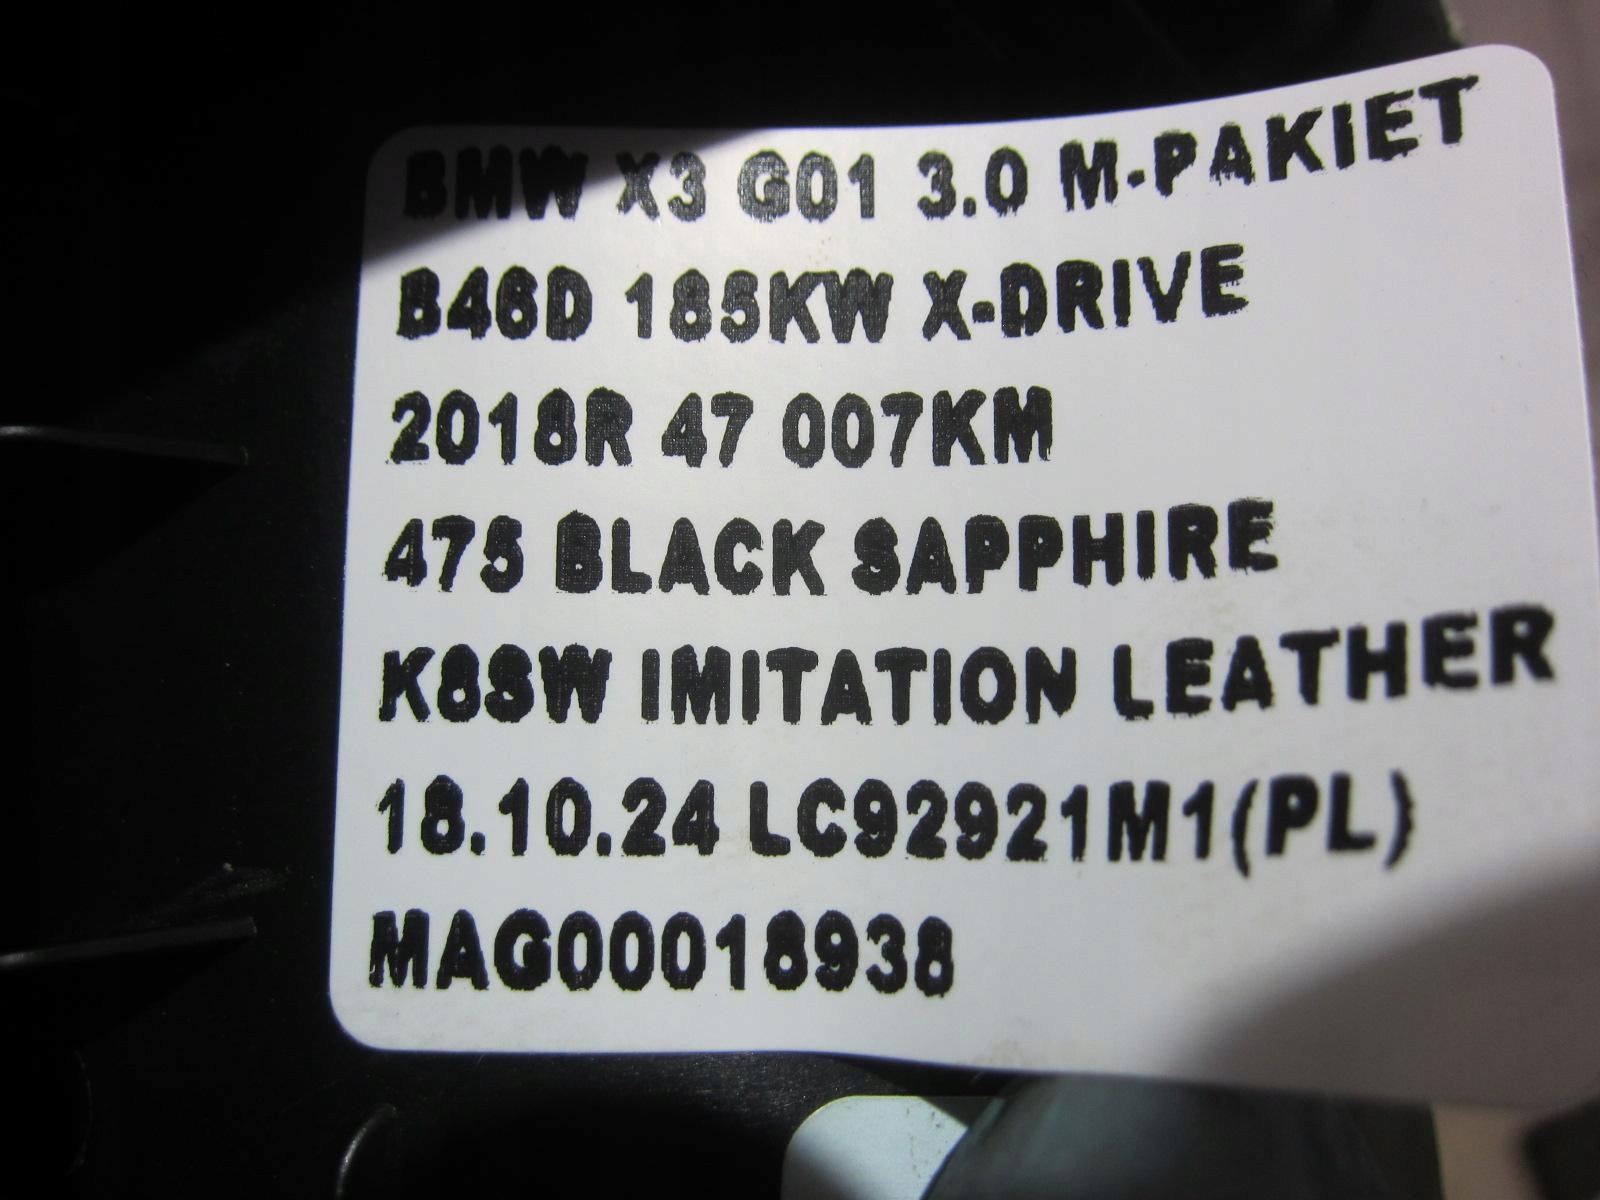 BMW X3 G01 3.0 M-PAKIET
B46D 185KW X-DRIVE
2018R 47 007KM
475 BLACK SAPPHIRE
K8SW IMITATION LEATHER
18.10.24 LC92921M1(PL)
MAG00018938